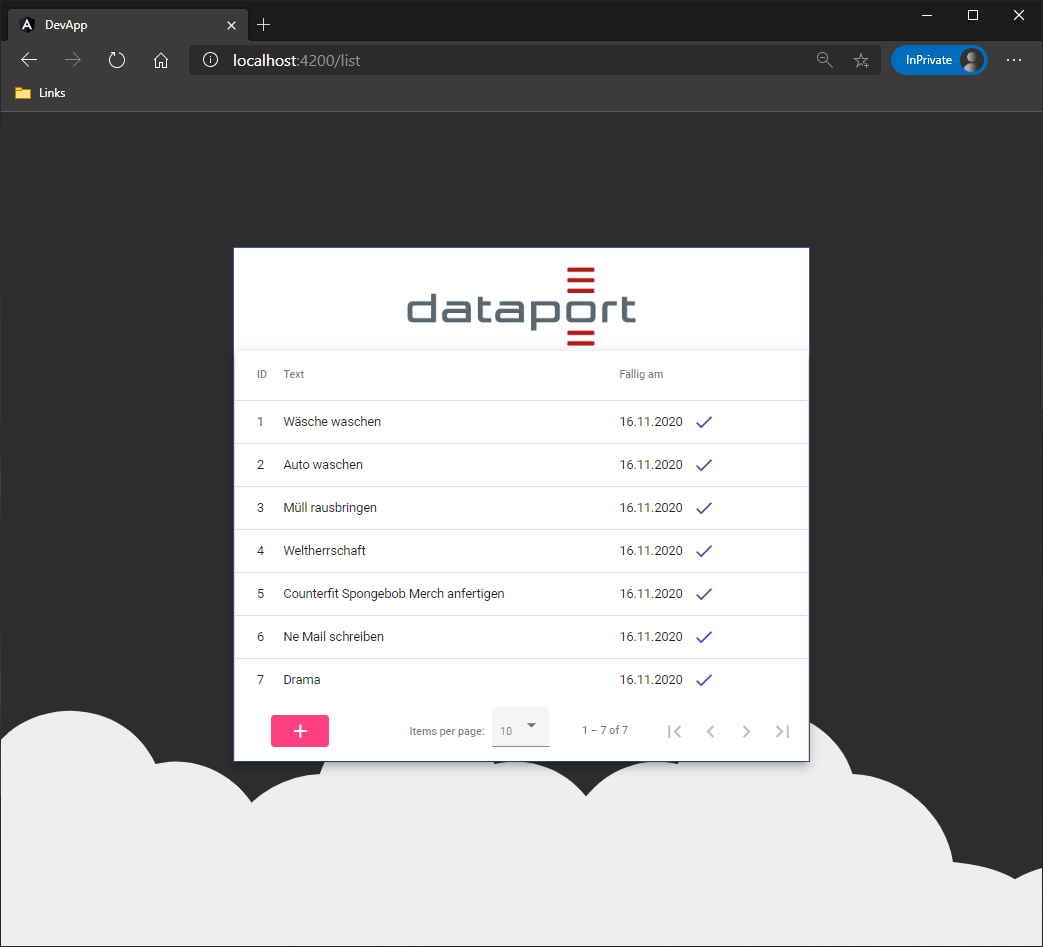 DevApp
localhost:4200/list
InPrivate
Links
dataport
ID Text Fällig am
1 Wäsche waschen 16.11.2020
2 Auto waschen 16.11.2020
3 Müll rausbringen 16.11.2020
4 Weltherrschaft 16.11.2020
5 Counterfit Spongebob Merch anfertigen 16.11.2020
6 Ne Mail schreiben 16.11.2020
7 Drama 16.11.2020
+ Items per page: 10 1 – 7 of 7